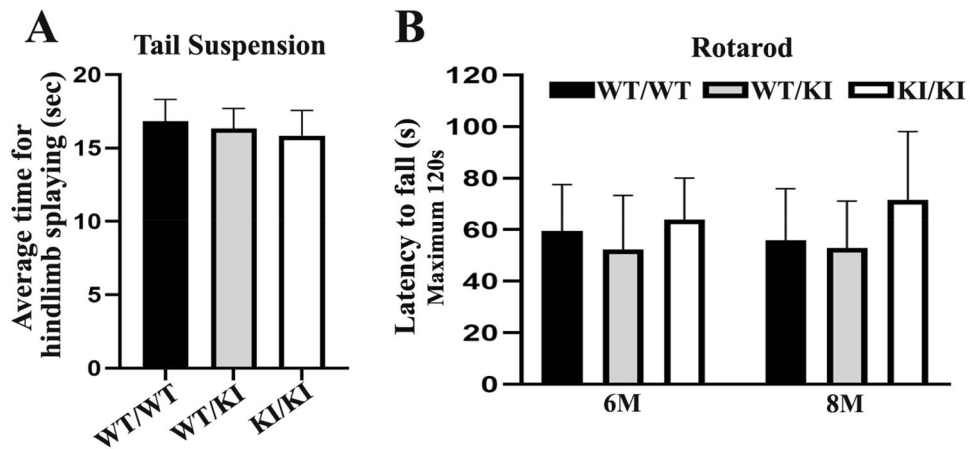 A
Tail Suspension
Average time for
hindlimb splaying (sec)
20
15
10
5
0
WT/WT
WT/KI
KI/KI
B
Rotarod
WT/WT
WT/KI
KI/KI
Latency to fall (s)
Maximum 120s
120
100
80
60
40
20
0
6M
8M